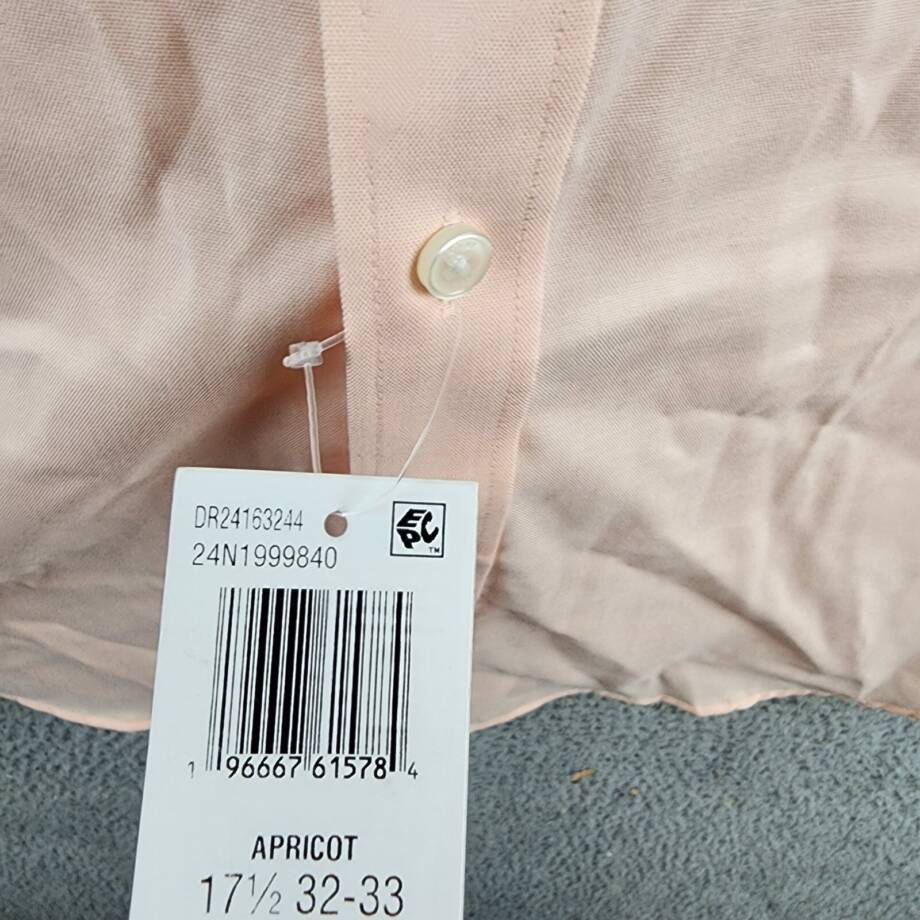 DR24163244
24N1999840
EPC
TM
1 96667 61578 4
APRICOT
17½ 32-33